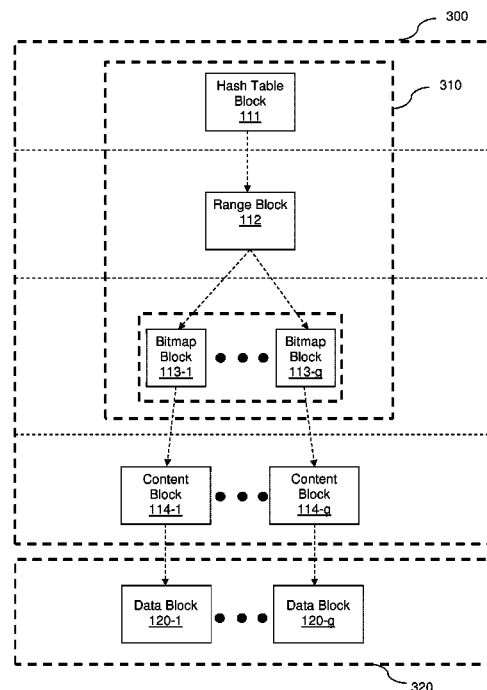 300
310
Hash Table
Block
111
Range Block
112
Bitmap
Block
113-1
Bitmap
Block
113-g
Content
Block
114-1
Content
Block
114-g
Data Block
120-1
Data Block
120-g
320